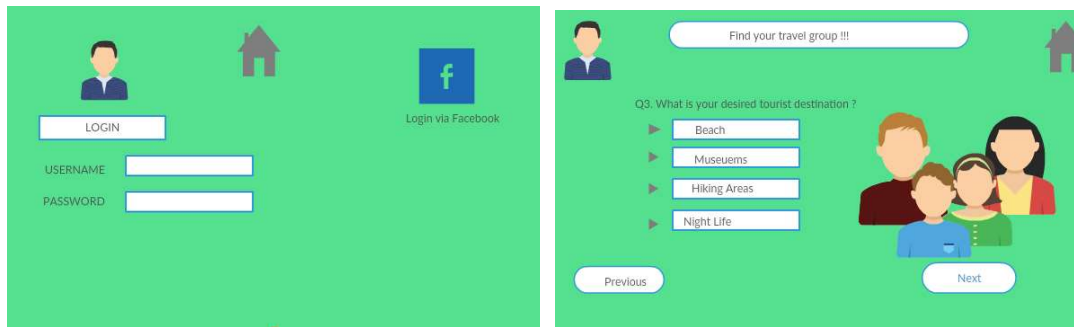 LOGIN
USERNAME
PASSWORD
f
Login via Facebook
Find your travel group !!!
Q3. What is your desired tourist destination ?
Beach
Museuems
Hiking Areas
Night Life
Previous
Next